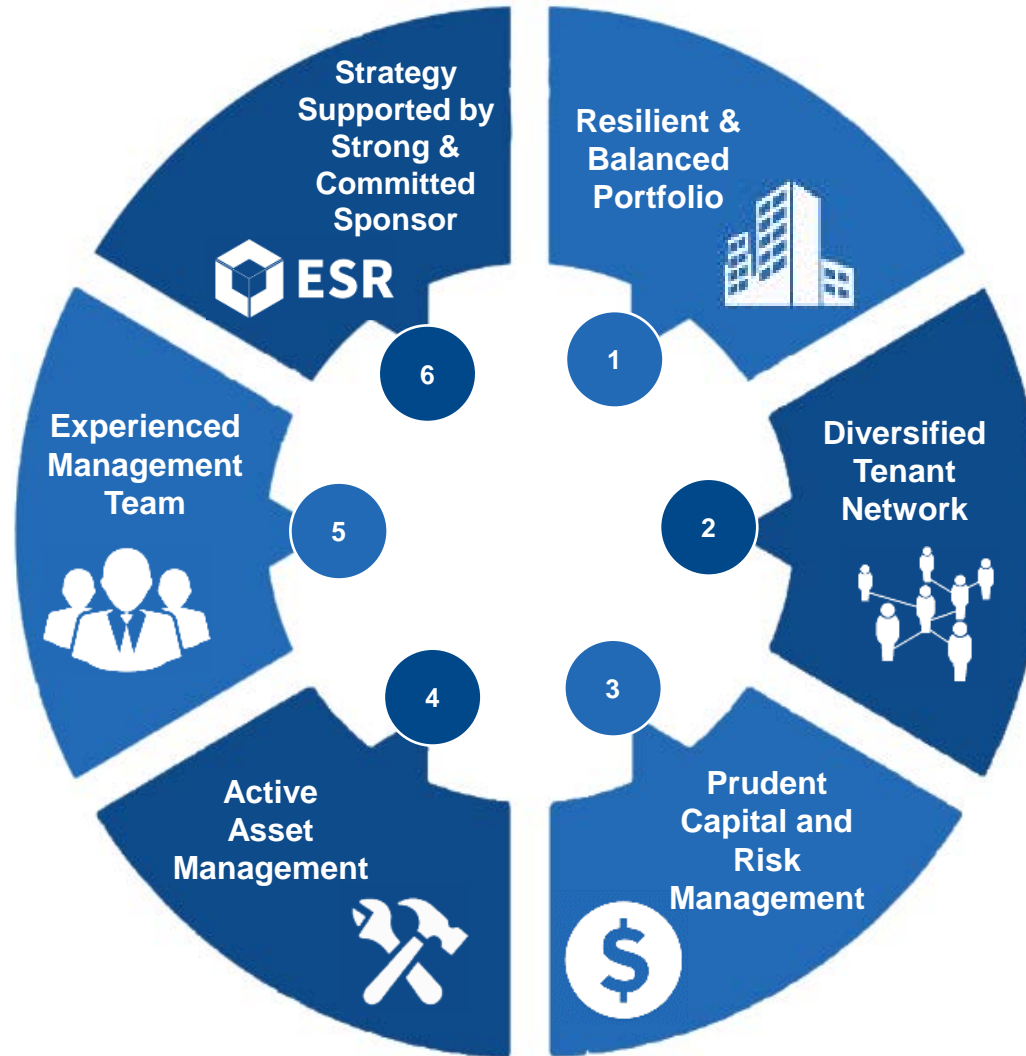 Resilient &
Balanced
Portfolio
1
Diversified
Tenant
Network
2
Prudent
Capital and
Risk
Management
3
$
Active
Asset
Management
4
Experienced
Management
Team
5
Strategy
Supported by
Strong &
Committed
Sponsor
ESR
6